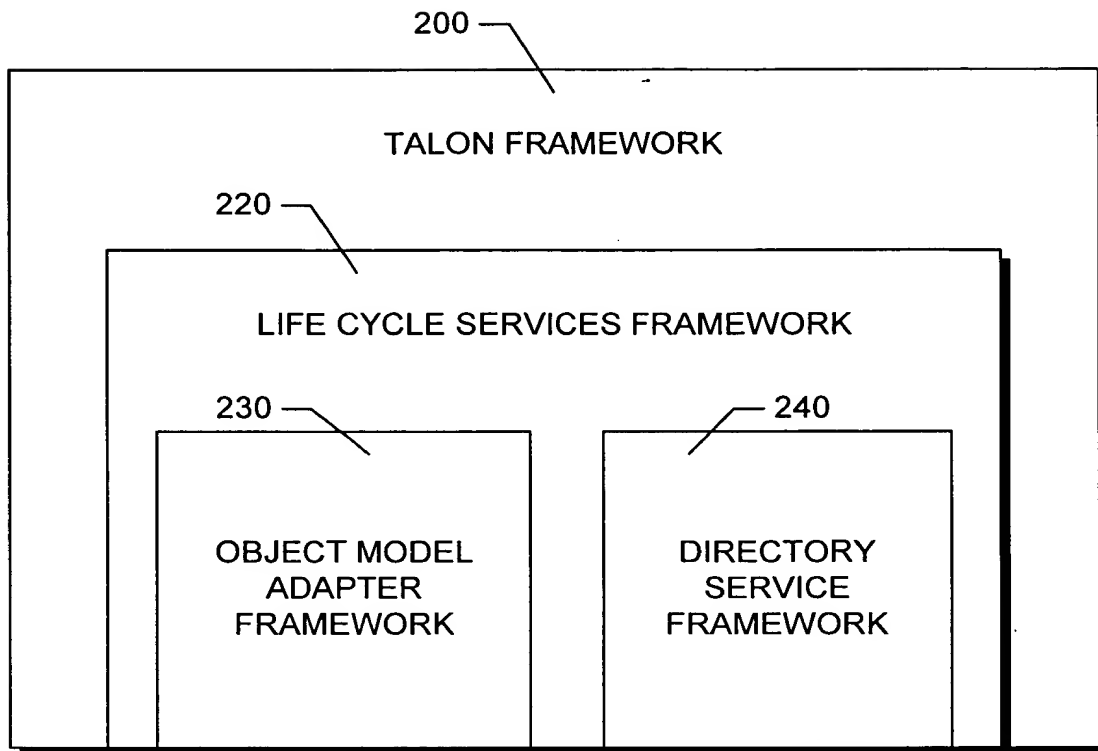 200
TALON FRAMEWORK
220
LIFE CYCLE SERVICES FRAMEWORK
230
240
OBJECT MODEL
ADAPTER
FRAMEWORK
DIRECTORY
SERVICE
FRAMEWORK